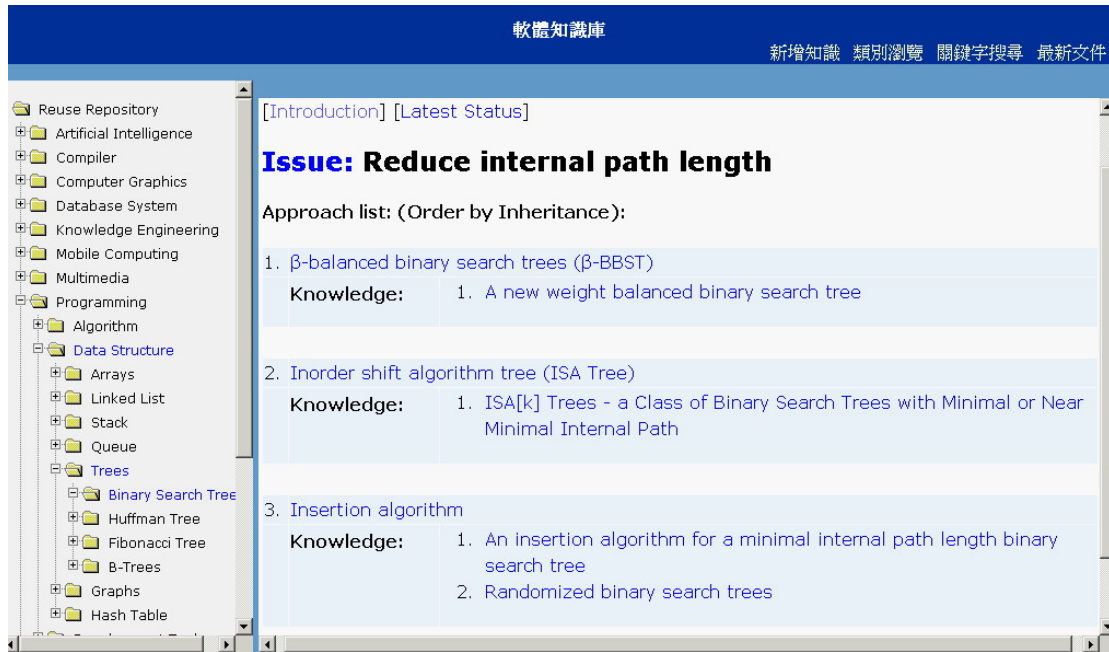 軟體知識庫
新增知識 類別瀏覽 關鍵字搜尋 最新文件
Reuse Repository
Artificial Intelligence
Compiler
Computer Graphics
Database System
Knowledge Engineering
Mobile Computing
Multimedia
Programming
Algorithm
Data Structure
Arrays
Linked List
Stack
Queue
Trees
Binary Search Tree
Huffman Tree
Fibonacci Tree
B-Trees
Graphs
Hash Table
[Introduction] [Latest Status]
Issue: Reduce internal path length
Approach list: (Order by Inheritance):
1. β-balanced binary search trees (β-BBST)
Knowledge: 1. A new weight balanced binary search tree
2. Inorder shift algorithm tree (ISA Tree)
Knowledge: 1. ISA[k] Trees - a Class of Binary Search Trees with Minimal or Near
Minimal Internal Path
3. Insertion algorithm
Knowledge: 1. An insertion algorithm for a minimal internal path length binary
search tree
2. Randomized binary search trees